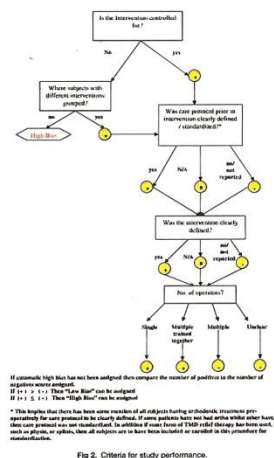 Is the Intervention controlled
for?
No
yes
Where subjects with
different interventions
grouped?
no
yes
High Bias
Was care protocol prior to
intervention clearly defined
/ standardized?*
yes
N/A
no/
not
reported
Was the intervention clearly
defined?
yes
N/A
no/
not
reported
No. of operators?
Single
Multiple
trained
together
Multiple
Unclear
If automatic high bias has not been assigned then compare the number of positives to the number of
negatives scores assigned.
If (+) > (-) Then "Low Bias" can be assigned
If (+) ≤ (-) Then "High Bias" can be assigned
* This implies that there has been some mention of all subjects having orthodontic treatment pre-
operatively for care protocol to be clearly defined. If some patients have not had ortho whilst other have,
then care protocol was not standardised. In addition if some form of TMD relief therapy has been used,
such as physio, or splints, then all subjects are to have been included or enrolled in this procedure for
standardization.
Fig 2. Criteria for study performance.